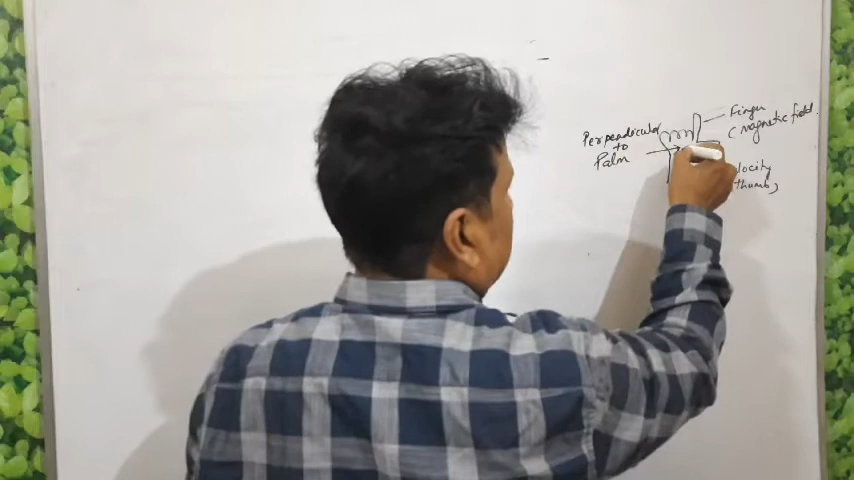 Perpendicular
to
Palm
Finger
( magnetic field.
locity
thumb)